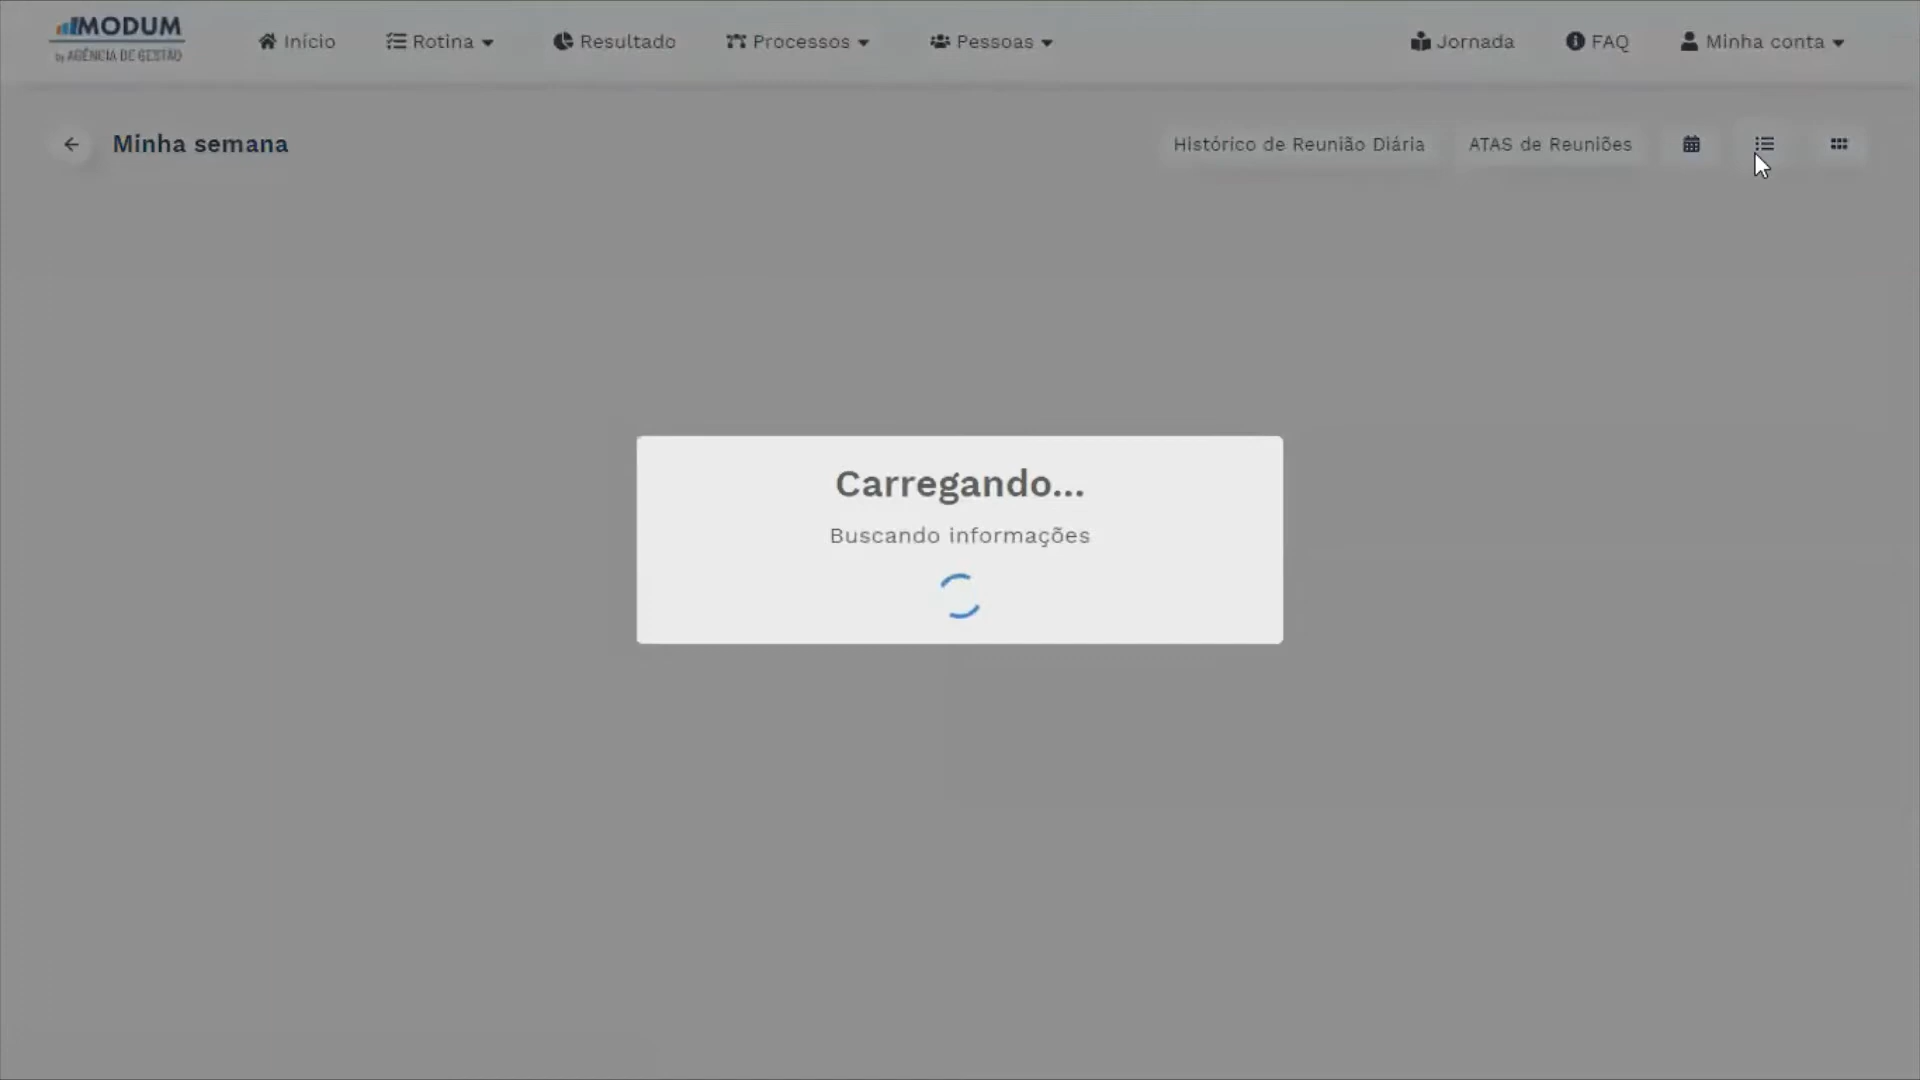 MODUM
by AGÊNCIA DE GESTÃO
Início
Rotina
Resultado
Processos
Pessoas
Jornada
FAQ
Minha conta
Minha semana
Histórico de Reunião Diária
ATAS de Reuniões
Carregando...
Buscando informações